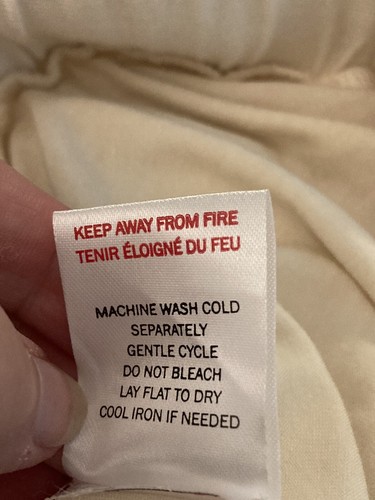 KEEP AWAY FROM FIRE
TENIR ÉLOIGNÉ DU FEU
MACHINE WASH COLD
SEPARATELY
GENTLE CYCLE
DO NOT BLEACH
LAY FLAT TO DRY
COOL IRON IF NEEDED